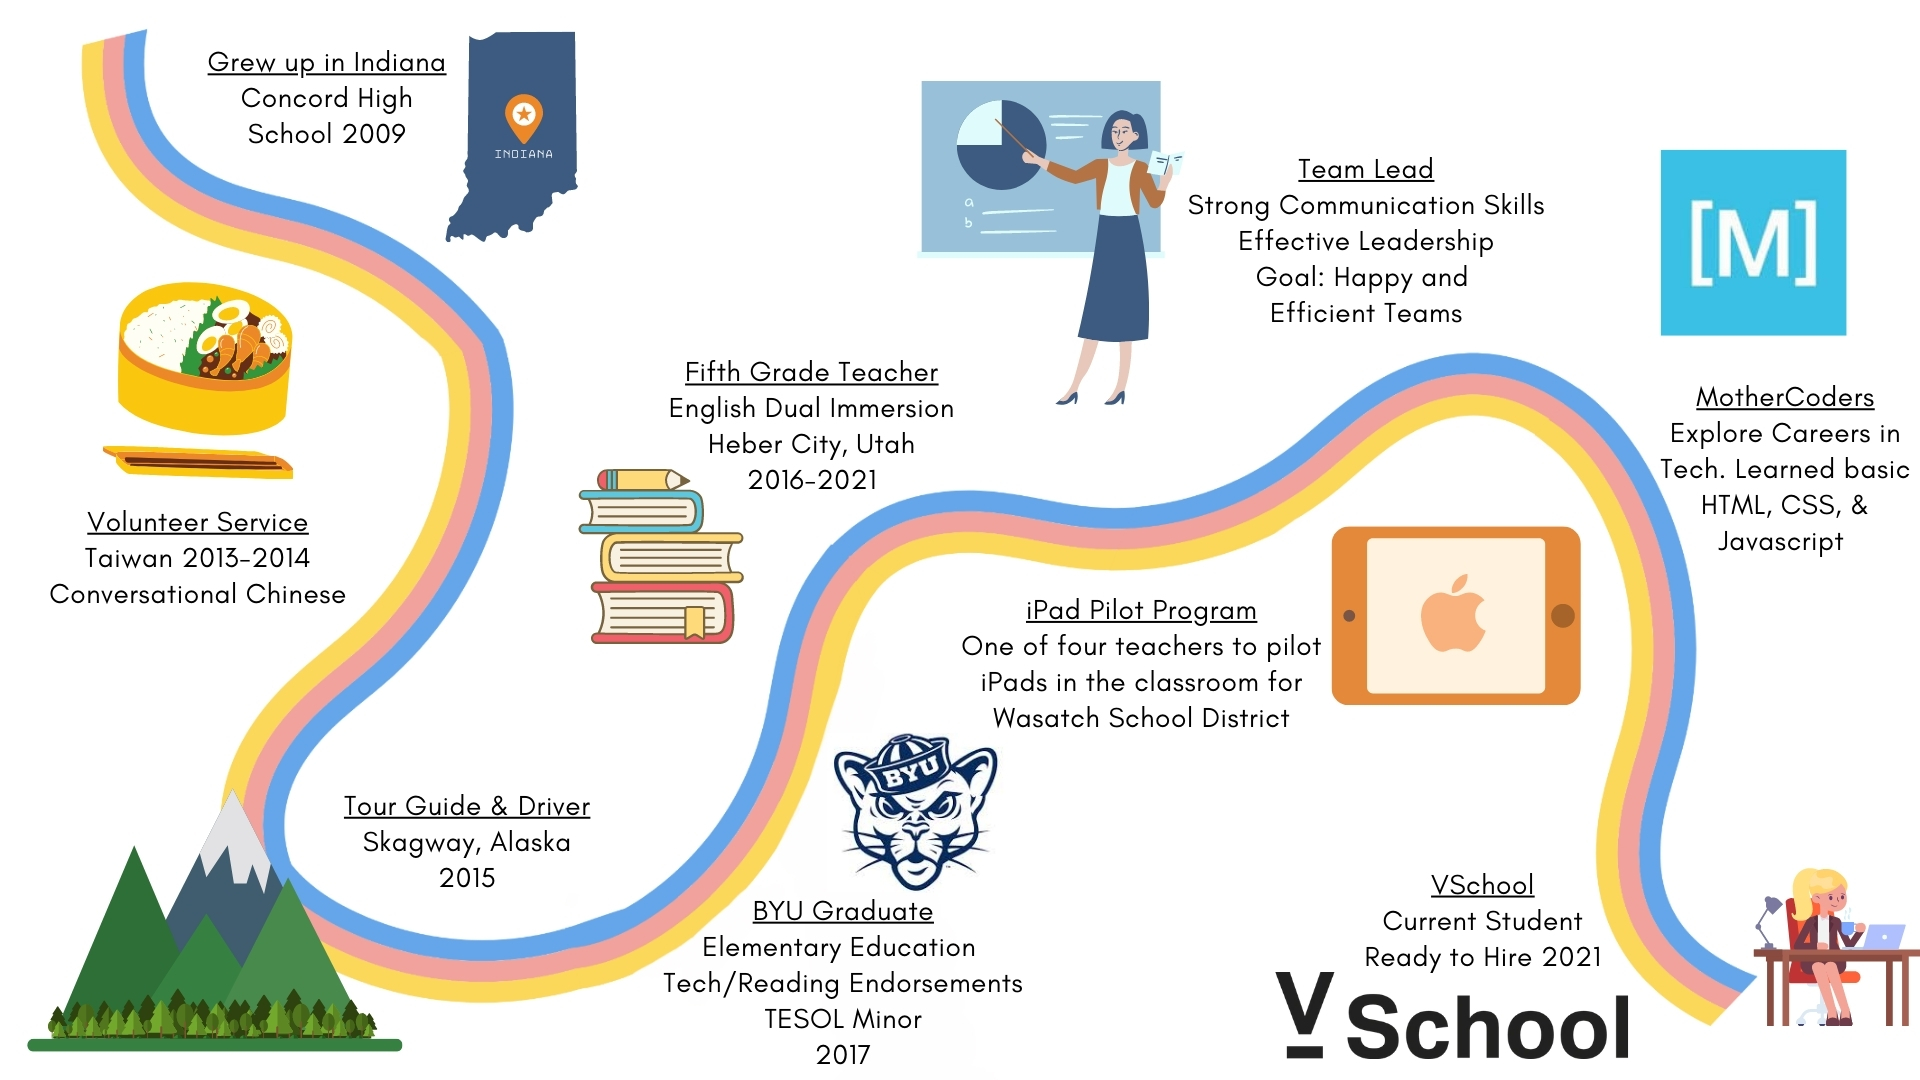 Grew up in Indiana
Concord High
School 2009
INDIANA
Volunteer Service
Taiwan 2013-2014
Conversational Chinese
Tour Guide & Driver
Skagway, Alaska
2015
BYU
BYU Graduate
Elementary Education
Tech/Reading Endorsements
TESOL Minor
2017
Fifth Grade Teacher
English Dual Immersion
Heber City, Utah
2016-2021
a
b
Team Lead
Strong Communication Skills
Effective Leadership
Goal: Happy and
Efficient Teams
iPad Pilot Program
One of four teachers to pilot
iPads in the classroom for
Wasatch School District
[M]
MotherCoders
Explore Careers in
Tech. Learned basic
HTML, CSS, &
Javascript
VSchool
Current Student
Ready to Hire 2021
V School